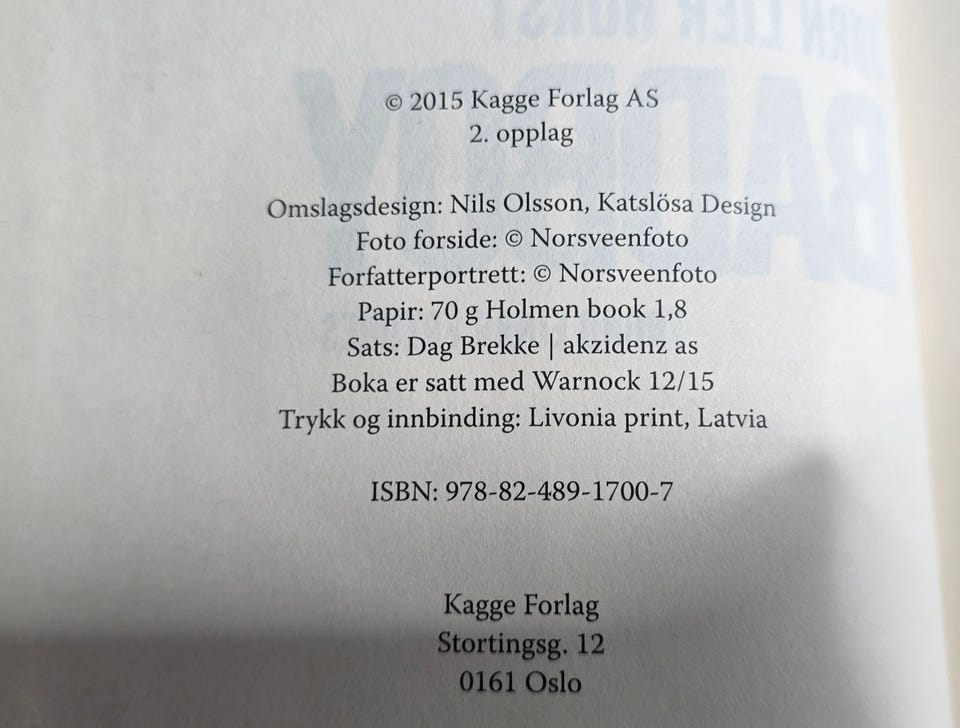 © 2015 Kagge Forlag AS
2. opplag
Omslagsdesign: Nils Olsson, Katslösa Design
Foto forside: © Norsveenfoto
Forfatterportrett: © Norsveenfoto
Papir: 70 g Holmen book 1,8
Sats: Dag Brekke | akzidenz as
Boka er satt med Warnock 12/15
Trykk og innbinding: Livonia print, Latvia
ISBN: 978-82-489-1700-7
Kagge Forlag
Stortingsg. 12
0161 Oslo